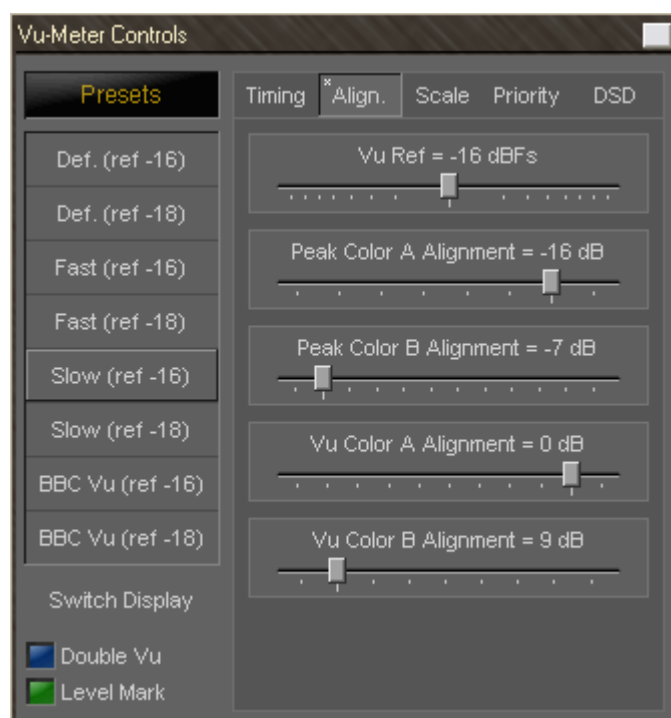 Vu-Meter Controls
Presets
Def. (ref -16)
Def. (ref -18)
Fast (ref -16)
Fast (ref -18)
Slow (ref -16)
Slow (ref -18)
BBC Vu (ref -16)
BBC Vu (ref -18)
Switch Display
Double Vu
Level Mark
Timing *Align. Scale Priority DSD
Vu Ref = -16 dBFs
Peak Color A Alignment = -16 dB
Peak Color B Alignment = -7 dB
Vu Color A Alignment = 0 dB
Vu Color B Alignment = 9 dB